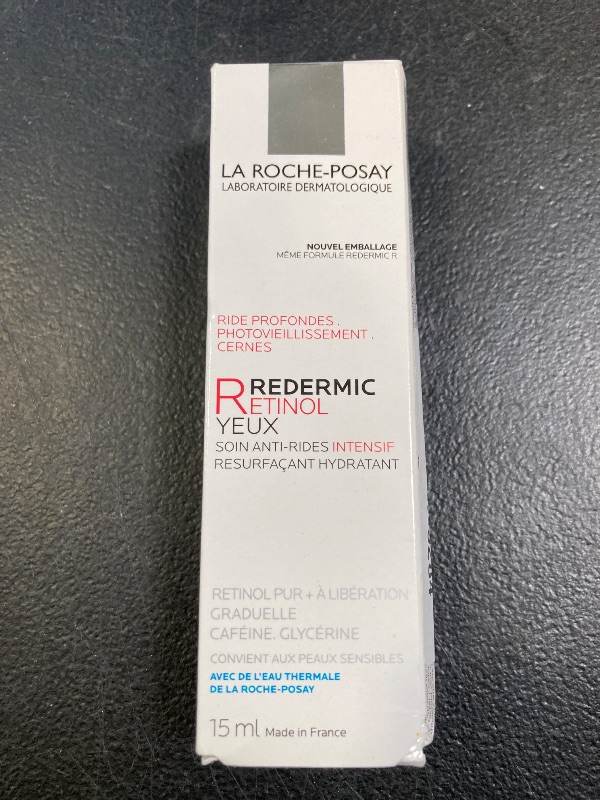 LA ROCHE-POSAY
LABORATOIRE DERMATOLOGIQUE
NOUVEL EMBALLAGE
MÊME FORMULE REDERMIC R
RIDE PROFONDES .
PHOTOVIEILLISSEMENT .
CERNES
REDERMIC
RETINOL
YEUX
SOIN ANTI-RIDES INTENSIF
RESURFAÇANT HYDRATANT
RETINOL PUR + À LIBÉRATION
GRADUELLE
CAFÉINE. GLYCÉRINE
CONVIENT AUX PEAUX SENSIBLES
AVEC DE L'EAU THERMALE
DE LA ROCHE-POSAY
15 ml Made in France